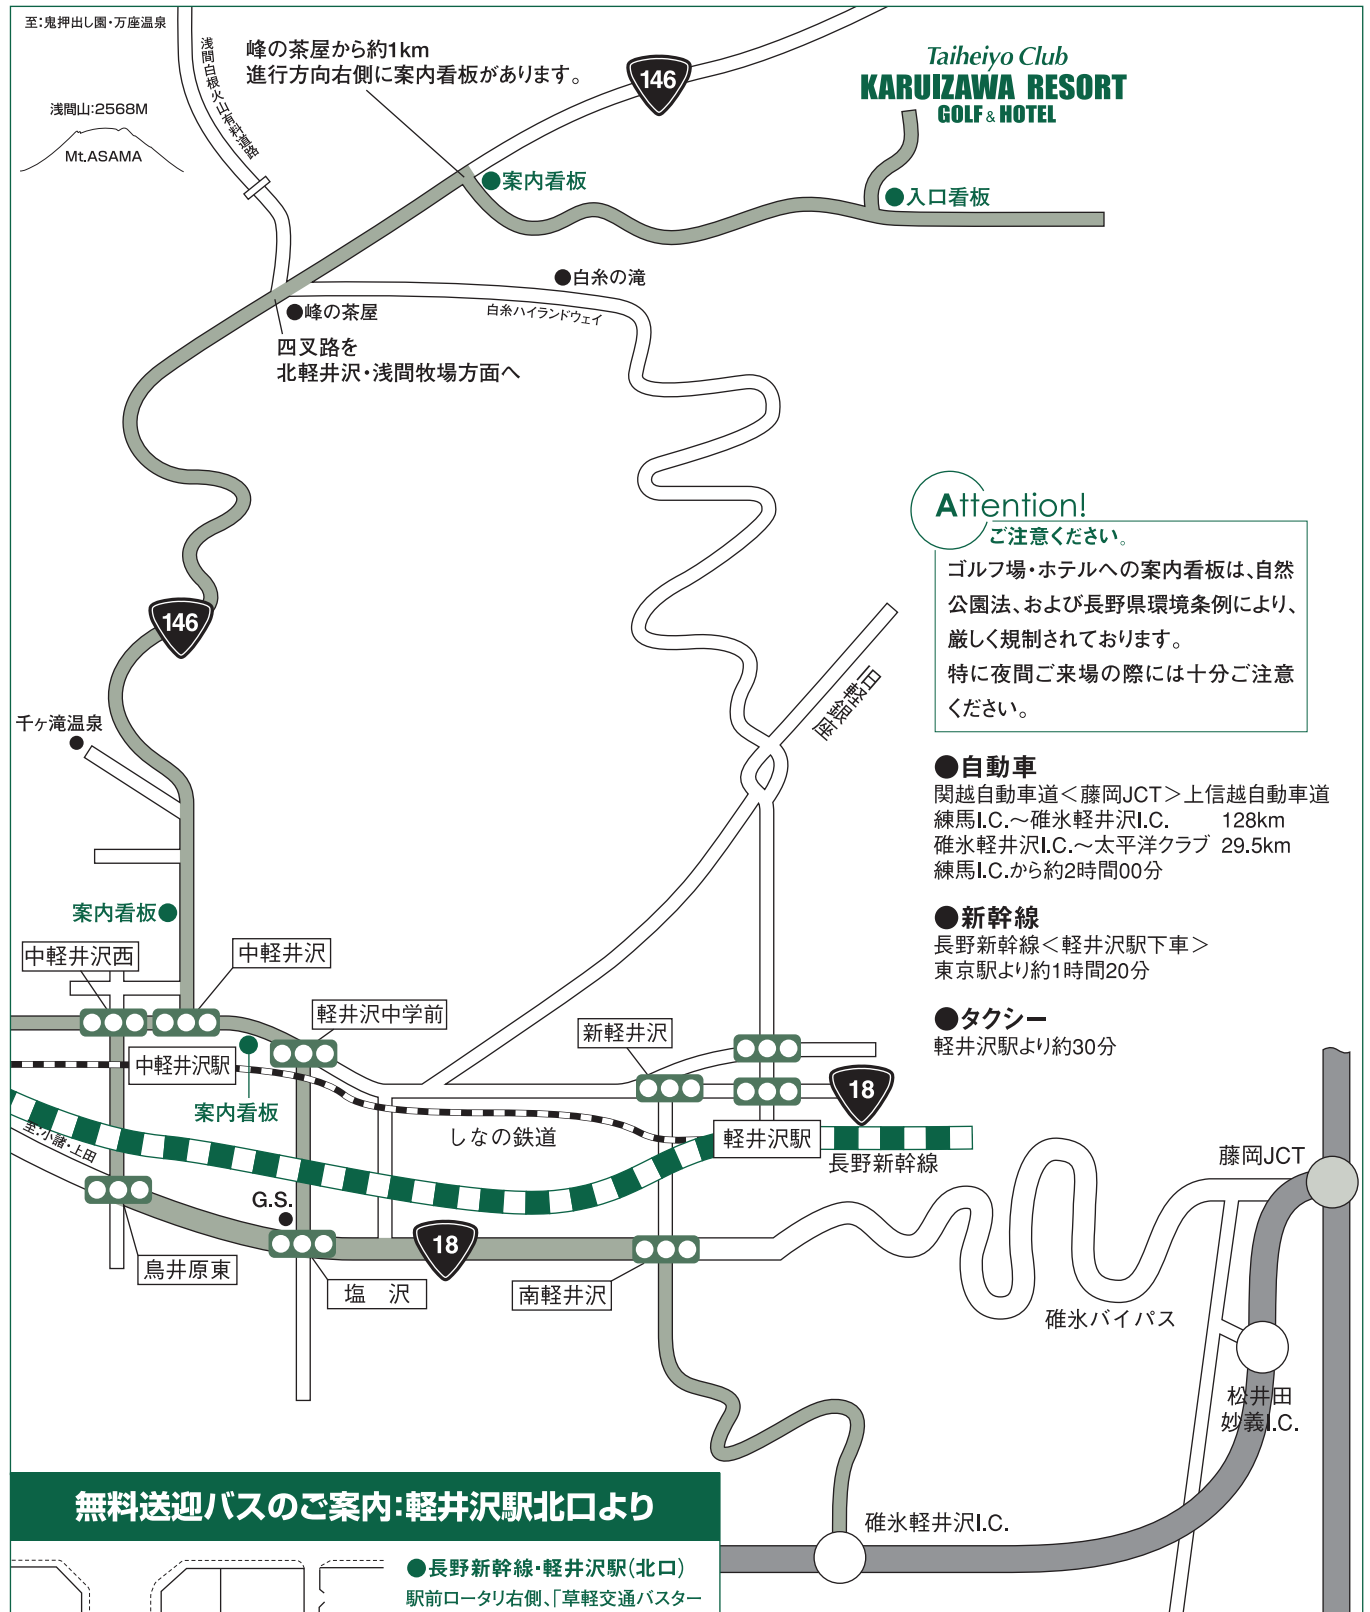 至:鬼押出し園・万座温泉
浅間白根火山有料道路
峰の茶屋から約1km
進行方向右側に案内看板があります。
146
Taiheiyo Club
KARUIZAWA RESORT
GOLF & HOTEL
浅間山:2568M
Mt.ASAMA
●案内看板
●入口看板
●白糸の滝
白糸ハイランドウェイ
●峰の茶屋
四叉路を
北軽井沢・浅間牧場方面へ
Attention!
ご注意ください。
ゴルフ場・ホテルへの案内看板は、自然
公園法、および長野県環境条例により、
厳しく規制されております。
特に夜間ご来場の際には十分ご注意
ください。
146
旧軽銀座
千ヶ滝温泉
●自動車
関越自動車道<藤岡JCT>上信越自動車道
練馬I.C.~碓氷軽井沢I.C. 128km
碓氷軽井沢I.C.~太平洋クラブ 29.5km
練馬I.C.から約2時間00分
●新幹線
長野新幹線<軽井沢駅下車>
東京駅より約1時間20分
●タクシー
軽井沢駅より約30分
案内看板●
中軽井沢西
中軽井沢
軽井沢中学前
新軽井沢
中軽井沢駅
案内看板
18
しなの鉄道
軽井沢駅
長野新幹線
至:小諸・上田
藤岡JCT
G.S.
18
鳥井原東
塩 沢
南軽井沢
碓氷バイパス
松井田
妙義I.C.
碓氷軽井沢I.C.
無料送迎バスのご案内:軽井沢駅北口より
●長野新幹線・軽井沢駅(北口)
駅前ロータリ右側、「草軽交通バスター